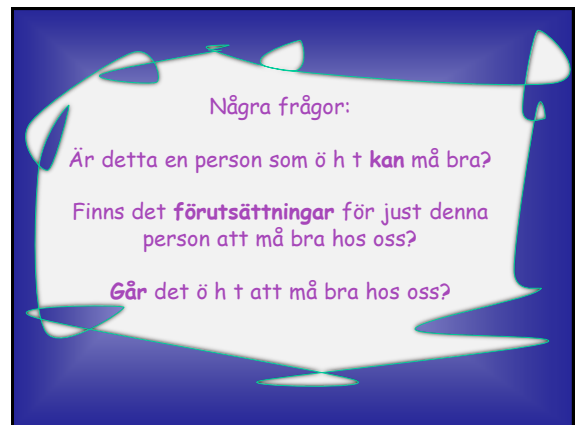 Några frågor:
Är detta en person som ö h t kan må bra?
Finns det förutsättningar för just denna
person att må bra hos oss?
Går det ö h t att må bra hos oss?